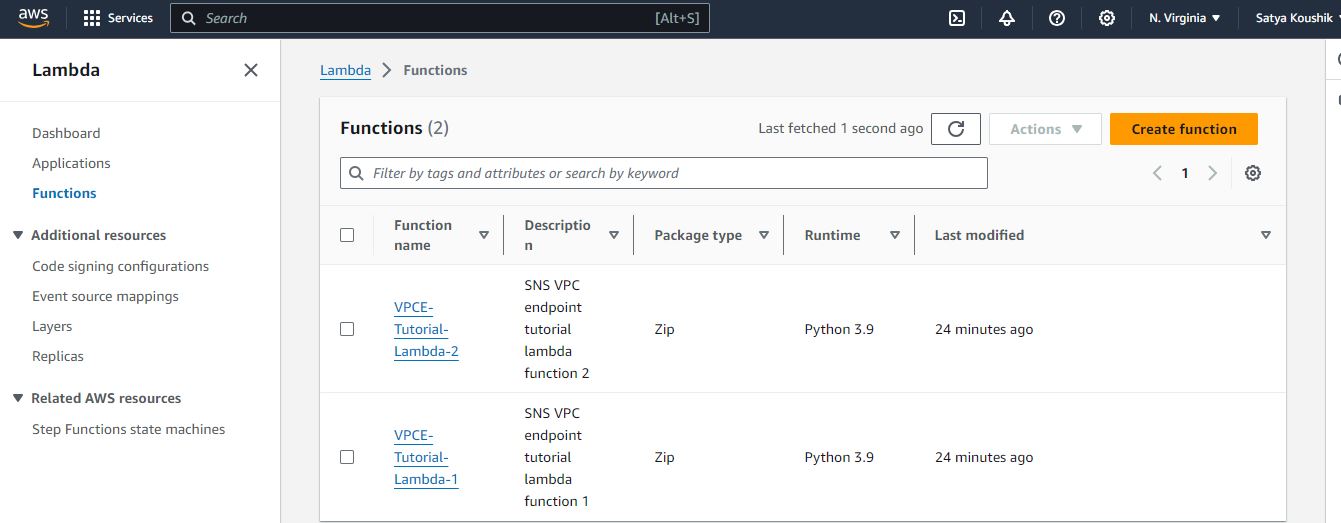 aws Services Search [Alt+S] N. Virginia Satya Koushik
Lambda
Dashboard
Applications
Functions
Additional resources
Code signing configurations
Event source mappings
Layers
Replicas
Related AWS resources
Step Functions state machines
Lambda Functions
Functions (2) Last fetched 1 second ago Actions Create function
Filter by tags and attributes or search by keyword 1
Function
name
Descriptio
n
Package type
Runtime
Last modified
VPCE-
Tutorial-
Lambda-2
SNS VPC
endpoint
tutorial
lambda
function 2
Zip
Python 3.9
24 minutes ago
VPCE-
Tutorial-
Lambda-1
SNS VPC
endpoint
tutorial
lambda
function 1
Zip
Python 3.9
24 minutes ago